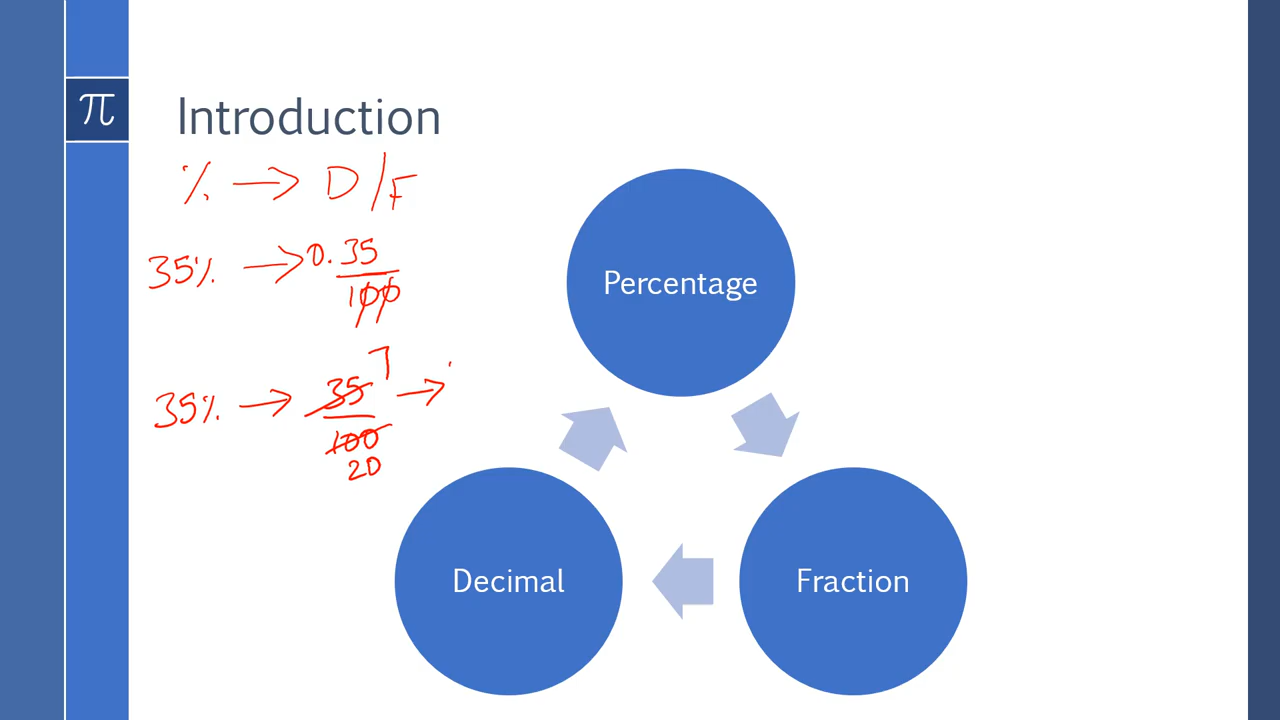 π
Introduction
% → D/F
35% → 0.35
100
35% → 35 7 →
100
20
Percentage
Decimal
Fraction